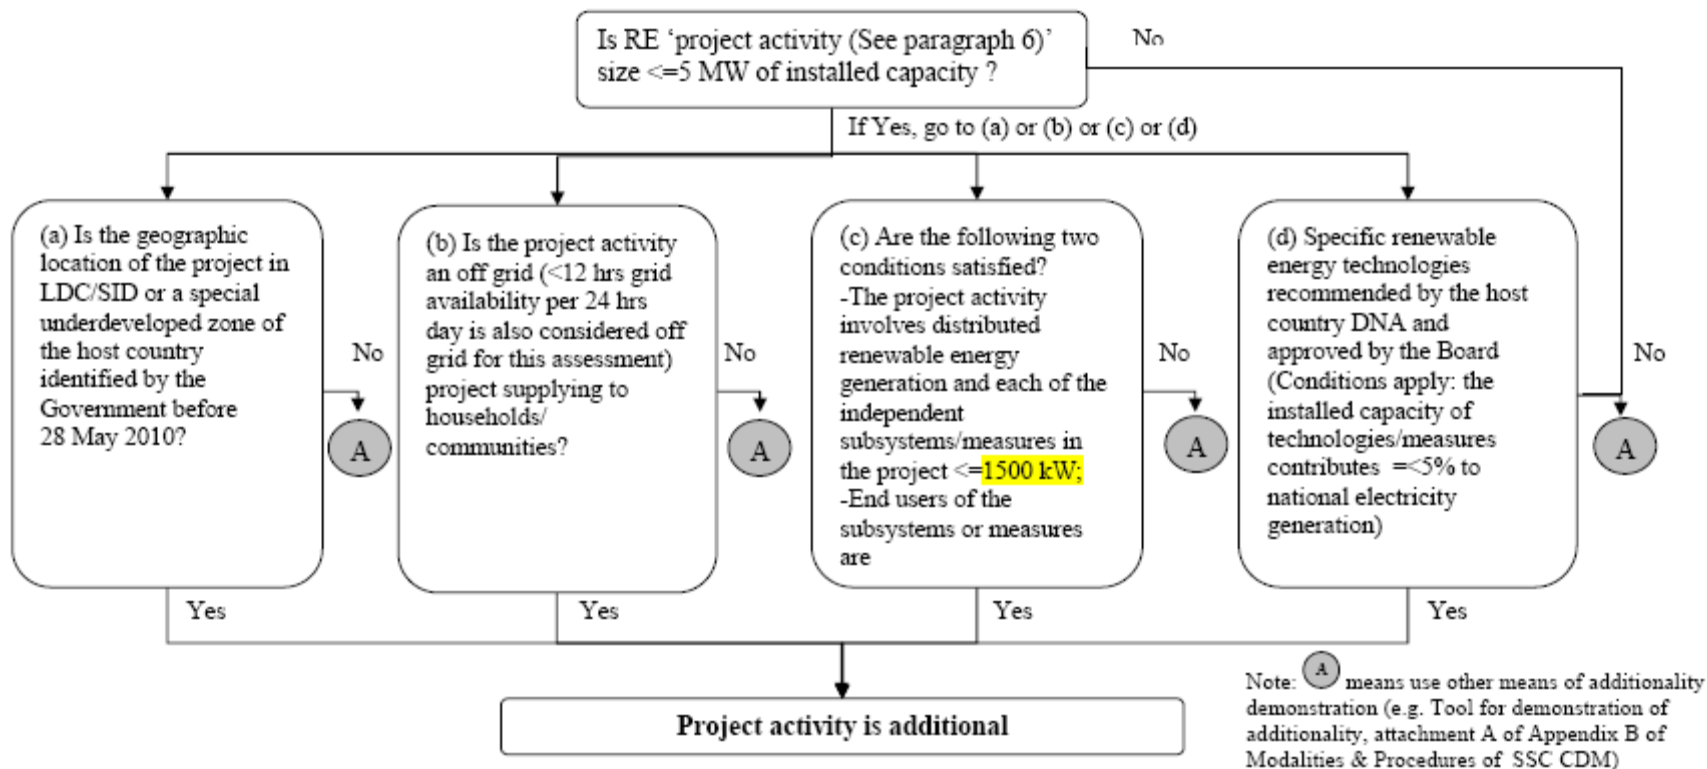 Is RE ‘project activity (See paragraph 6)’
size <=5 MW of installed capacity ?
No
If Yes, go to (a) or (b) or (c) or (d)
(a) Is the geographic
location of the project in
LDC/SID or a special
underdeveloped zone of
the host country
identified by the
Government before
28 May 2010?
No
A
(b) Is the project activity
an off grid (<12 hrs grid
availability per 24 hrs
day is also considered off
grid for this assessment)
project supplying to
households/
communities?
No
A
(c) Are the following two
conditions satisfied?
-The project activity
involves distributed
renewable energy
generation and each of the
independent
subsystems/measures in
the project <=1500 kW;
-End users of the
subsystems or measures
are
No
A
(d) Specific renewable
energy technologies
recommended by the host
country DNA and
approved by the Board
(Conditions apply: the
installed capacity of
technologies/measures
contributes =<5% to
national electricity
generation)
No
A
Yes
Yes
Yes
Yes
Project activity is additional
Note: A means use other means of additionality
demonstration (e.g. Tool for demonstration of
additionality, attachment A of Appendix B of
Modalities & Procedures of SSC CDM)